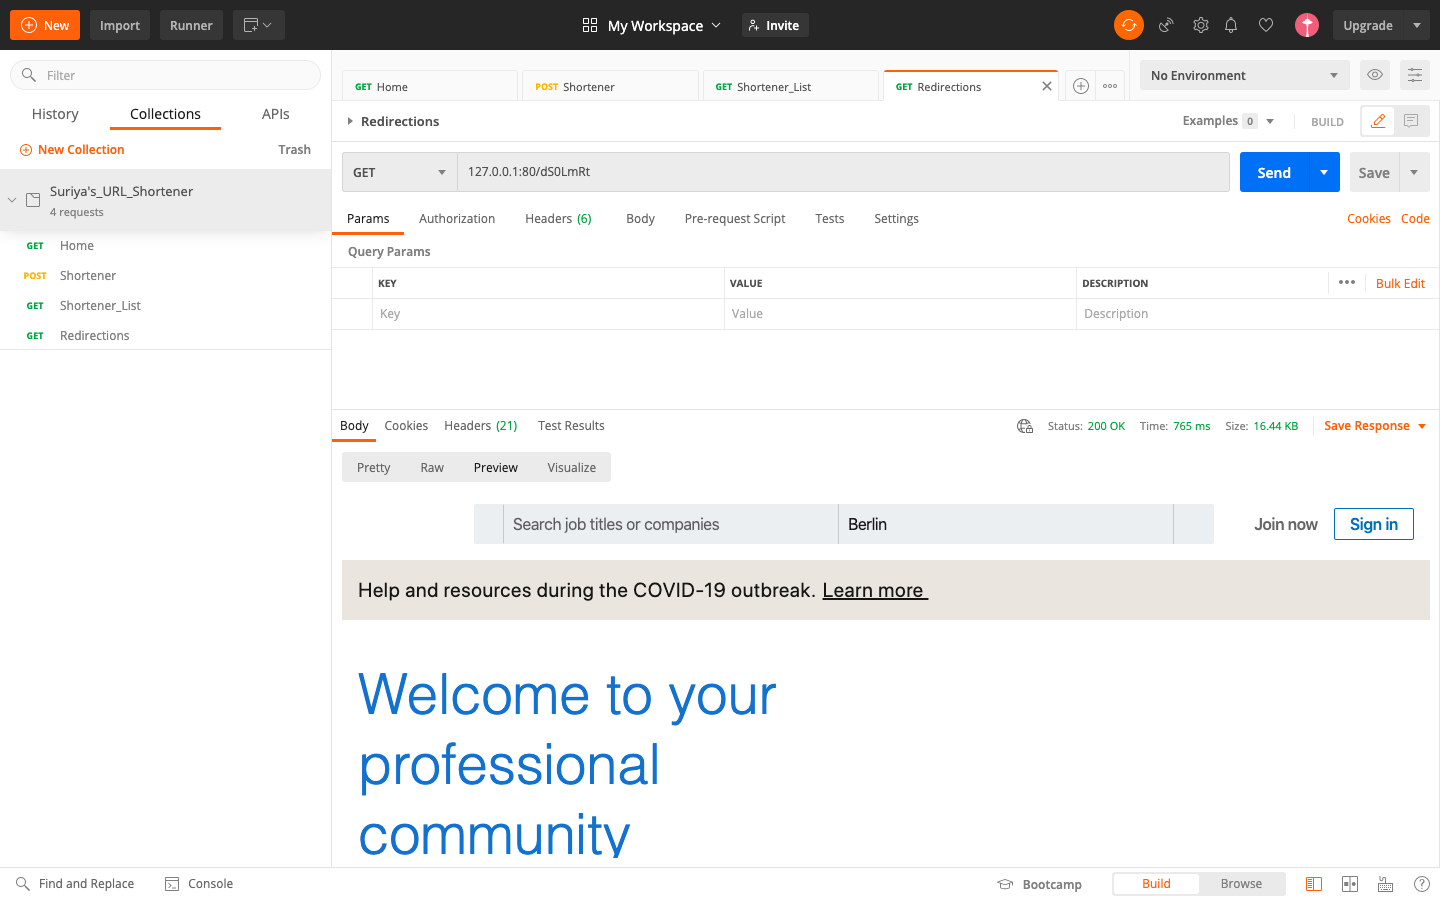 New Import Runner My Workspace Invite Upgrade
Filter
History Collections APIs
New Collection Trash
Suriya's_URL_Shortener
4 requests
GET Home
POST Shortener
GET Shortener_List
GET Redirections
GET Home POST Shortener GET Shortener_List GET Redirections No Environment
Redirections Examples 0 BUILD
GET 127.0.0.1:80/dS0LmRt Send Save
Params Authorization Headers (6) Body Pre-request Script Tests Settings Cookies Code
Query Params
KEY VALUE DESCRIPTION Bulk Edit
Key Value Description
Body Cookies Headers (21) Test Results Status: 200 OK Time: 765 ms Size: 16.44 KB Save Response
Pretty Raw Preview Visualize
Search job titles or companies Berlin Join now Sign in
Help and resources during the COVID-19 outbreak. Learn more
Welcome to your
professional
community
Find and Replace Console Bootcamp Build Browse